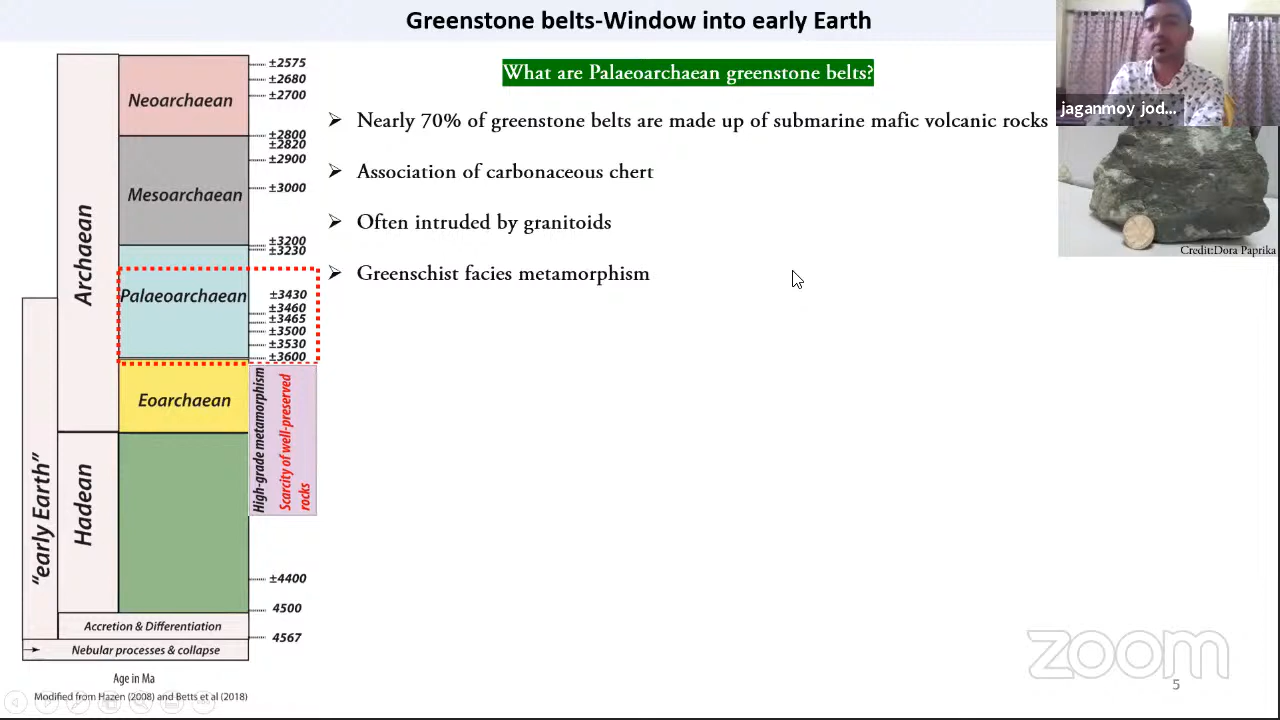 Greenstone belts-Window into early Earth
What are Palaeoarchaean greenstone belts?
➢ Nearly 70% of greenstone belts are made up of submarine mafic volcanic rocks
➢ Association of carbonaceous chert
➢ Often intruded by granitoids
➢ Greenschist facies metamorphism
jaganmoy jod...
Credit:Dora Paprika
"early Earth"
Archaean
Hadean
Neoarchaean
Mesoarchaean
Palaeoarchaean
Eoarchaean
±2575
±2680
±2700
±2800
±2820
±2900
±3000
±3200
±3230
±3430
±3460
±3465
±3500
±3530
±3600
High-grade metamorphism
Scarcity of well-preserved
rocks
±4400
4500
4567
Accretion & Differentiation
Nebular processes & collapse
Age in Ma
Modified from Hazen (2008) and Betts et al (2018)
zoom
5